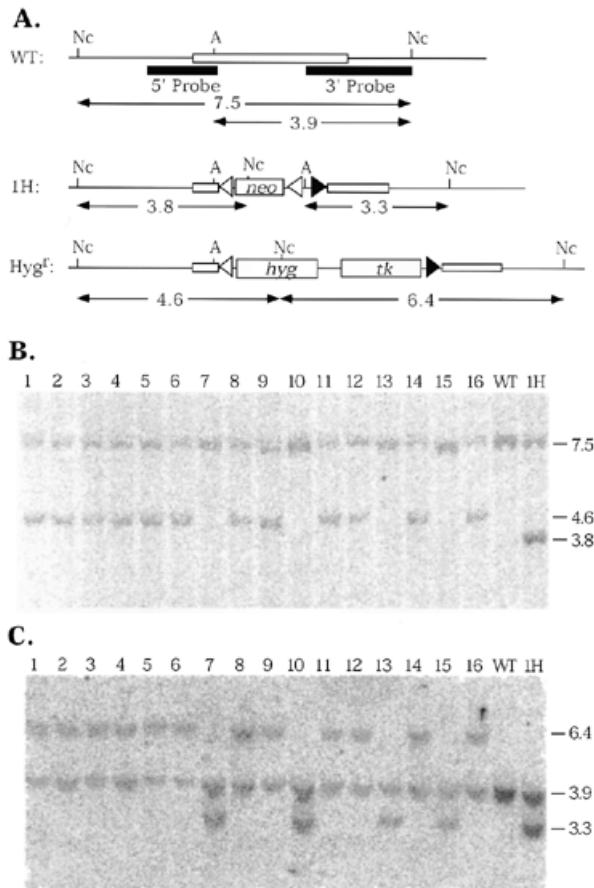 A.
Nc A Nc
WT:
5' Probe 3' Probe
7.5
3.9
Nc A Nc A Nc
1H:
neo
3.8 3.3
Nc A Nc Nc
Hygr:
hyg tk
4.6 6.4
B.
1 2 3 4 5 6 7 8 9 10 11 12 13 14 15 16 WT 1H
7.5
4.6
3.8
C.
1 2 3 4 5 6 7 8 9 10 11 12 13 14 15 16 WT 1H
6.4
3.9
3.3